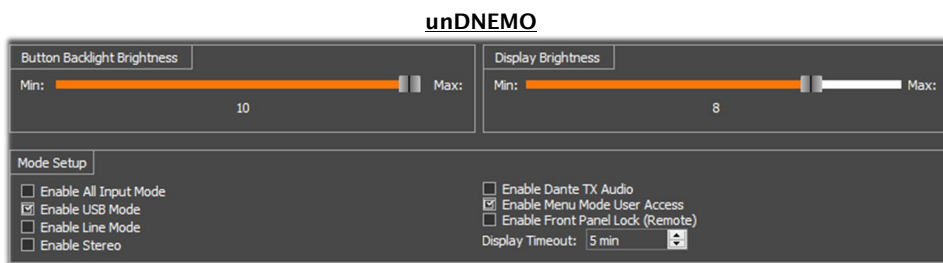 unDNEMO
Button Backlight Brightness
Min: Max:
10
Display Brightness
Min: Max:
8
Mode Setup
Enable All Input Mode
Enable USB Mode
Enable Line Mode
Enable Stereo
Enable Dante TX Audio
Enable Menu Mode User Access
Enable Front Panel Lock (Remote)
Display Timeout: 5 min